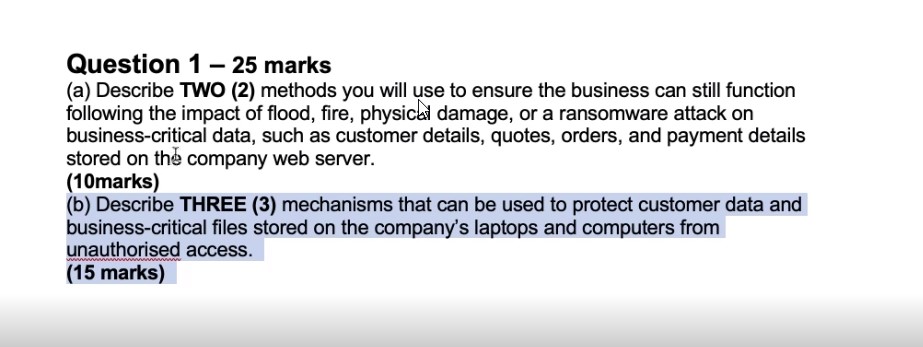 Question 1 – 25 marks
(a) Describe TWO (2) methods you will use to ensure the business can still function
following the impact of flood, fire, physical damage, or a ransomware attack on
business-critical data, such as customer details, quotes, orders, and payment details
stored on the company web server.
(10marks)
(b) Describe THREE (3) mechanisms that can be used to protect customer data and
business-critical files stored on the company’s laptops and computers from
unauthorised access.
(15 marks)